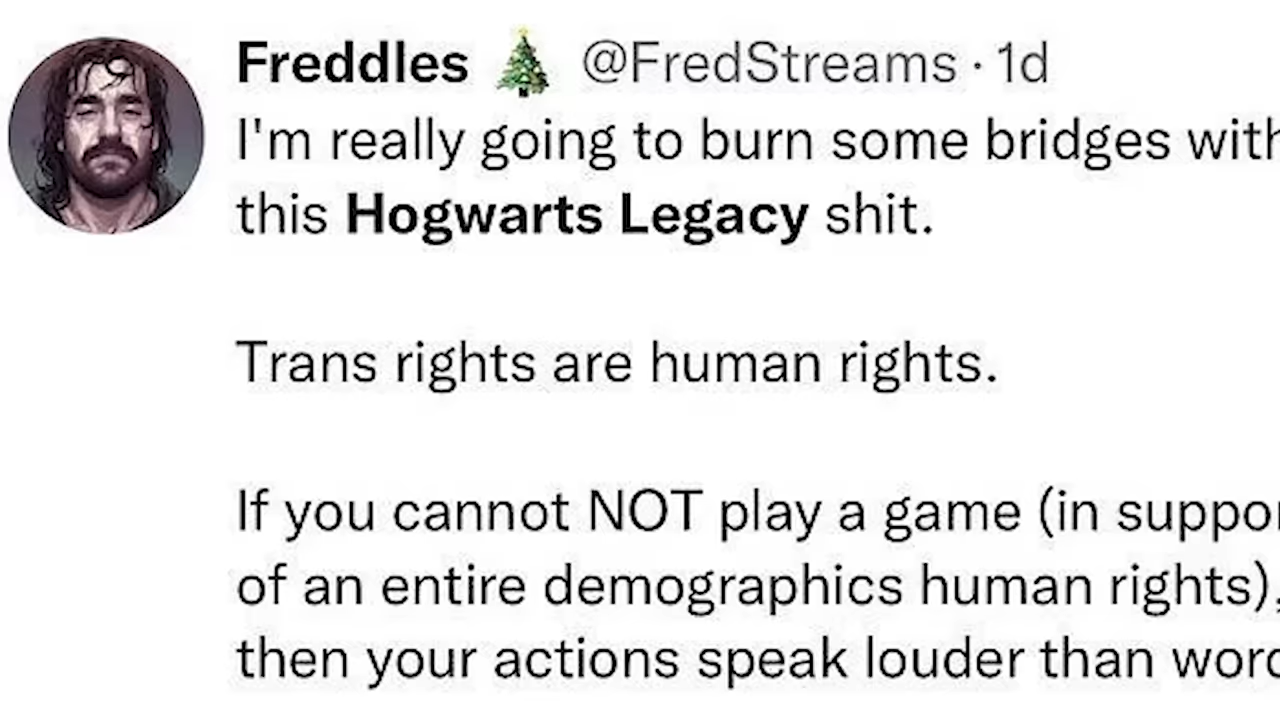 Freddles 🎄 @FredStreams · 1d
I'm really going to burn some bridges with
this Hogwarts Legacy shit.
Trans rights are human rights.
If you cannot NOT play a game (in suppor
of an entire demographics human rights),
then your actions speak louder than word